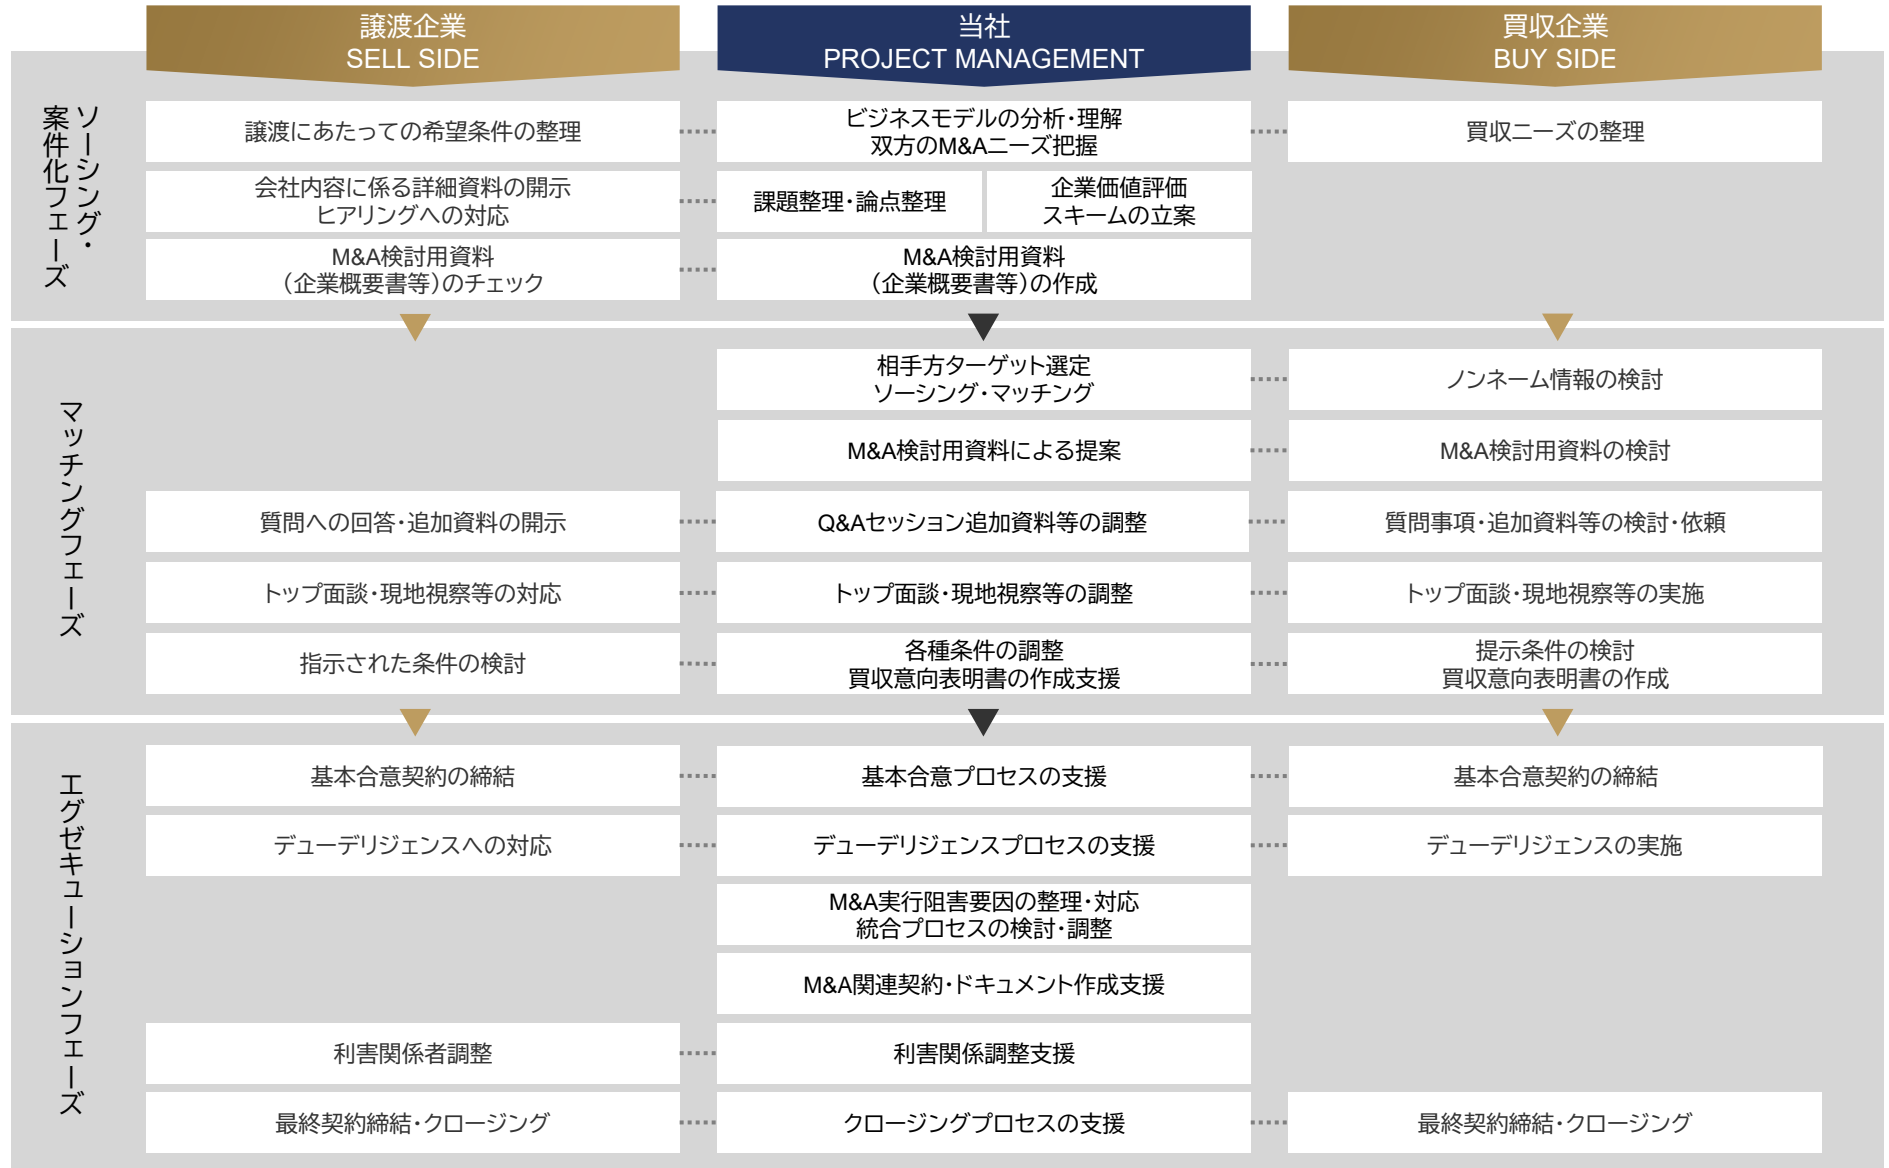 譲渡企業
SELL SIDE
当社
PROJECT MANAGEMENT
買収企業
BUY SIDE
ソーシング・
案件化フェーズ
譲渡にあたっての希望条件の整理
ビジネスモデルの分析・理解
双方のM&Aニーズ把握
買収ニーズの整理
会社内容に係る詳細資料の開示
ヒアリングへの対応
課題整理・論点整理
企業価値評価
スキームの立案
M&A検討用資料
（企業概要書等）のチェック
M&A検討用資料
（企業概要書等）の作成
マッチングフェーズ
相手方ターゲット選定
ソーシング・マッチング
ノンネーム情報の検討
M&A検討用資料による提案
M&A検討用資料の検討
質問への回答・追加資料の開示
Q&Aセッション追加資料等の調整
質問事項・追加資料等の検討・依頼
トップ面談・現地視察等の対応
トップ面談・現地視察等の調整
トップ面談・現地視察等の実施
指示された条件の検討
各種条件の調整
買収意向表明書の作成支援
提示条件の検討
買収意向表明書の作成
エグゼキューションフェーズ
基本合意契約の締結
基本合意プロセスの支援
基本合意契約の締結
デューデリジェンスへの対応
デューデリジェンスプロセスの支援
デューデリジェンスの実施
M&A実行阻害要因の整理・対応
統合プロセスの検討・調整
M&A関連契約・ドキュメント作成支援
利害関係者調整
利害関係調整支援
最終契約締結・クロージング
クロージングプロセスの支援
最終契約締結・クロージング